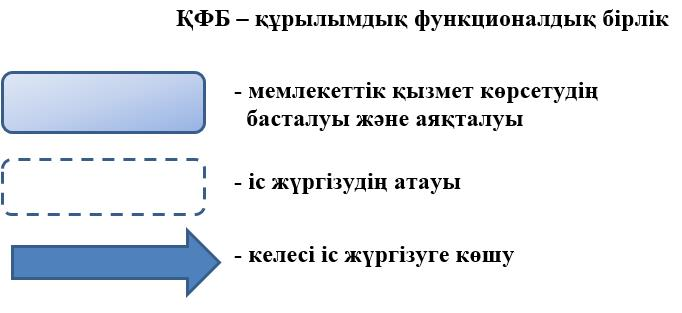 ҚФБ – құрылымдық функционалдық бірлік
- мемлекеттік қызмет көрсетудің
басталуы және аяқталуы
- іс жүргізудің атауы
- келесі іс жүргізуге көшу